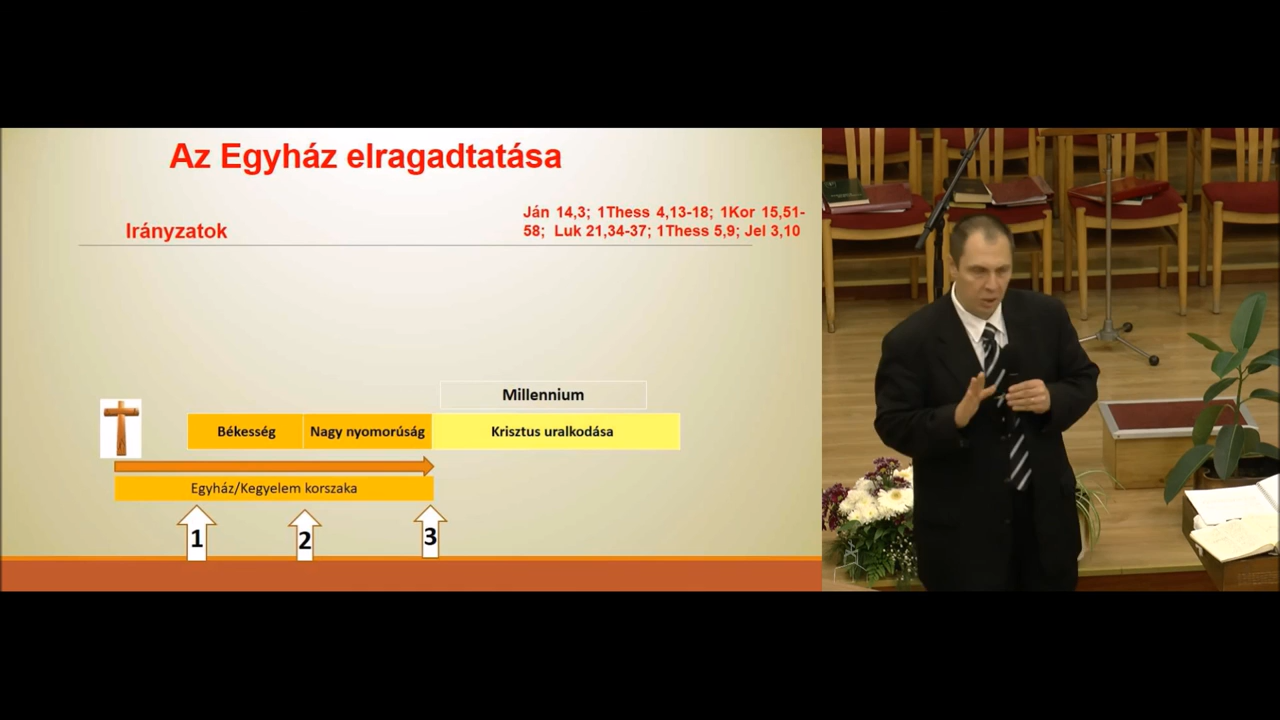 Az Egyház elragadtatása
Irányzatok
Ján 14,3; 1Thess 4,13-18; 1Kor 15,51-
58; Luk 21,34-37; 1Thess 5,9; Jel 3,10
Millennium
Békesség
Nagy nyomorúság
Krisztus uralkodása
Egyház/Kegyelem korszaka
1
2
3